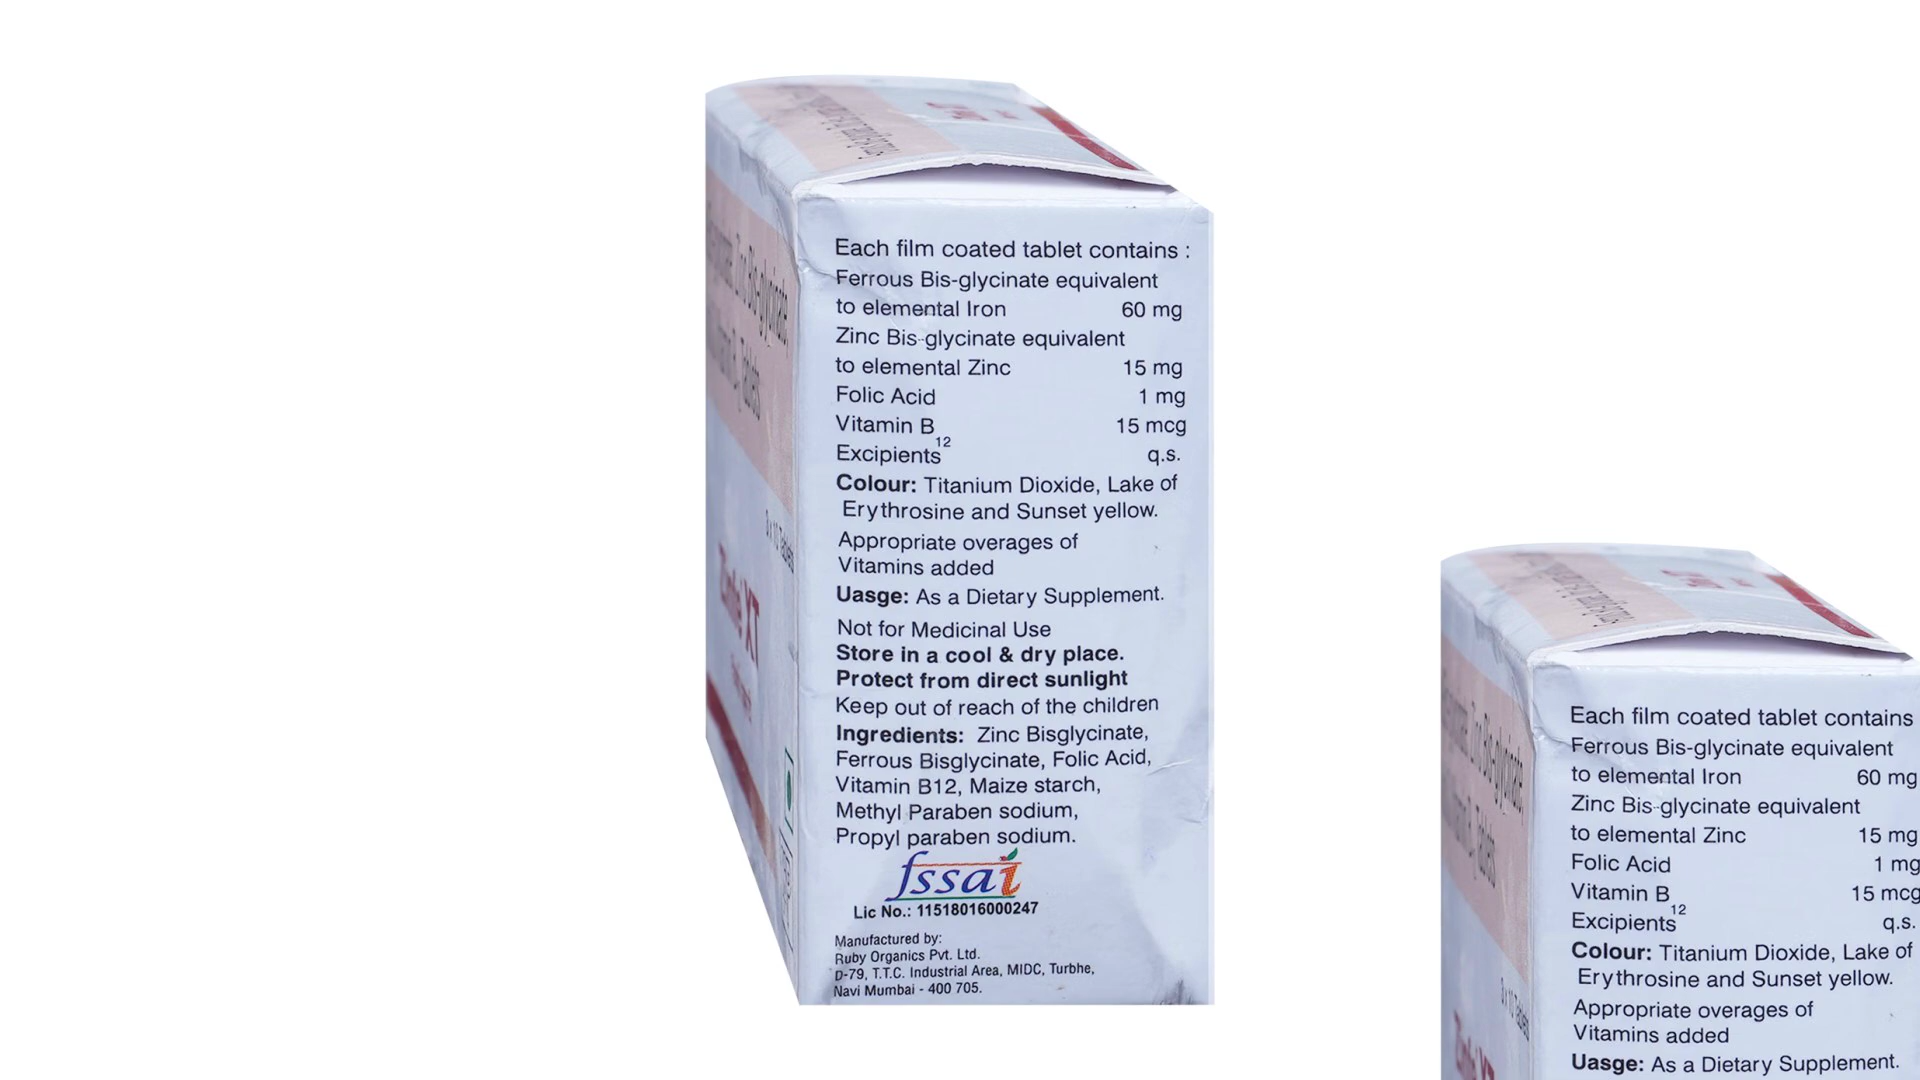 Each film coated tablet contains :
Ferrous Bis-glycinate equivalent
to elemental Iron 60 mg
Zinc Bis-glycinate equivalent
to elemental Zinc 15 mg
Folic Acid 1 mg
Vitamin B12 15 mcg
Excipients q.s.
Colour: Titanium Dioxide, Lake of
Erythrosine and Sunset yellow.
Appropriate overages of
Vitamins added
Uasge: As a Dietary Supplement.
Not for Medicinal Use
Store in a cool & dry place.
Protect from direct sunlight
Keep out of reach of the children
Ingredients: Zinc Bisglycinate,
Ferrous Bisglycinate, Folic Acid,
Vitamin B12, Maize starch,
Methyl Paraben sodium,
Propyl paraben sodium.
fssai
Lic No.: 11518016000247
Manufactured by:
Ruby Organics Pvt. Ltd.
D-79, T.T.C. Industrial Area, MIDC, Turbhe,
Navi Mumbai - 400 705.
Zinc Bis-glycinate,
Tablets
3 x 10 Tablets
XT
Each film coated tablet contains
Ferrous Bis-glycinate equivalent
to elemental Iron 60 mg
Zinc Bis-glycinate equivalent
to elemental Zinc 15 mg
Folic Acid 1 mg
Vitamin B12 15 mcg
Excipients q.s.
Colour: Titanium Dioxide, Lake of
Erythrosine and Sunset yellow.
Appropriate overages of
Vitamins added
Uasge: As a Dietary Supplement.